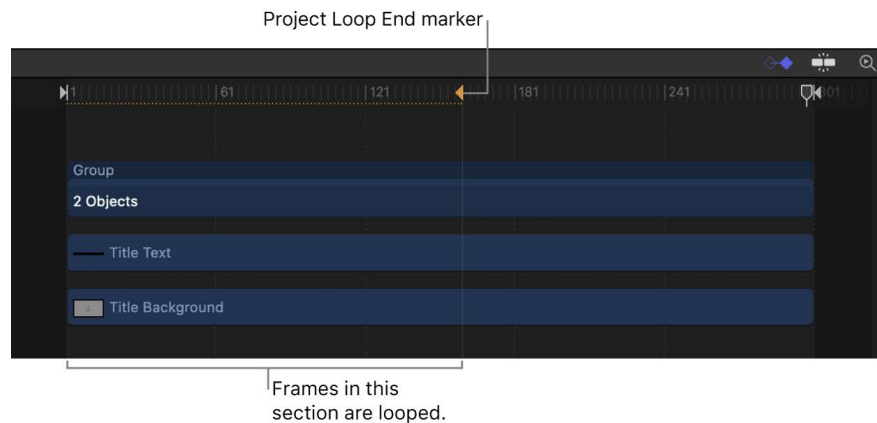 Project Loop End marker
1 61 121 181 241 301
Group
2 Objects
Title Text
Title Background
Frames in this
section are looped.